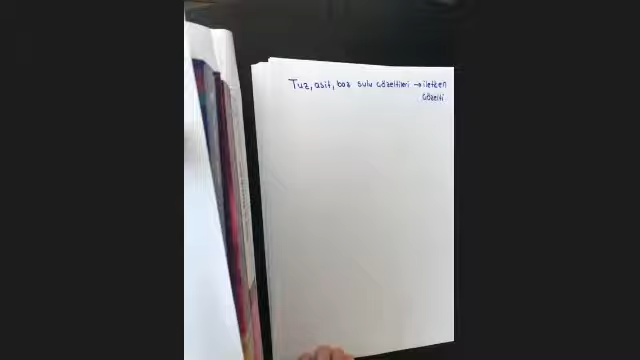 Tuz, asit, baz sulu çözeltileri → iletken
çözelti